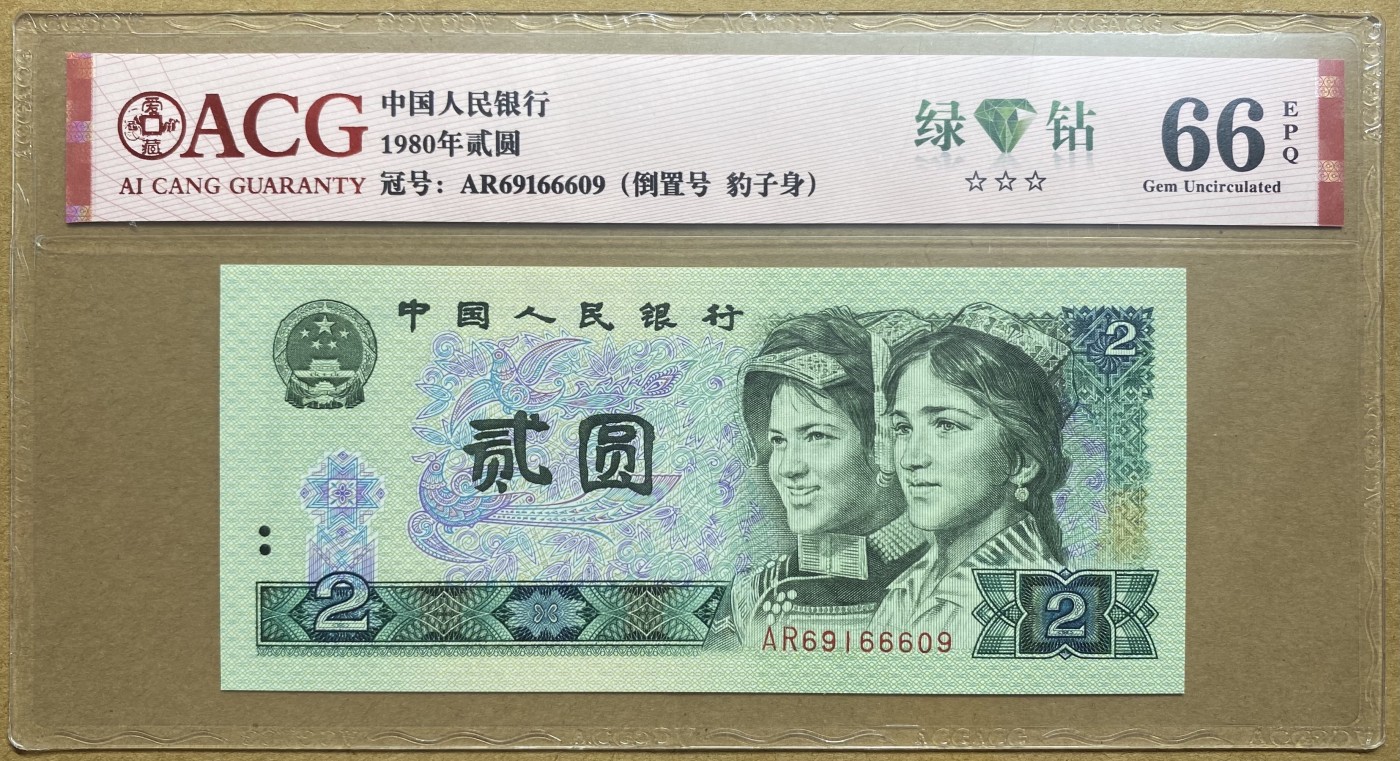 爱藏
ACG
AI CANG GUARANTY
中国人民银行
1980年贰圆
冠号：AR69166609（倒置号 豹子身）
绿 钻
☆☆☆
66
EPQ
Gem Uncirculated
中国人民银行
2
贰圆
2
2
AR69166609